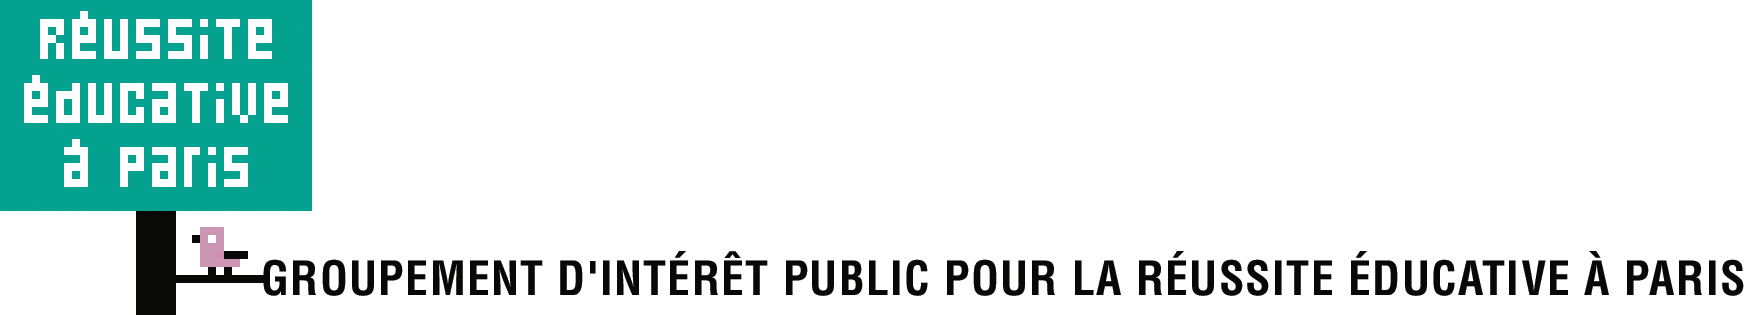 Réussite
éducative
à Paris
GROUPEMENT D'INTÉRÊT PUBLIC POUR LA RÉUSSITE ÉDUCATIVE À PARIS